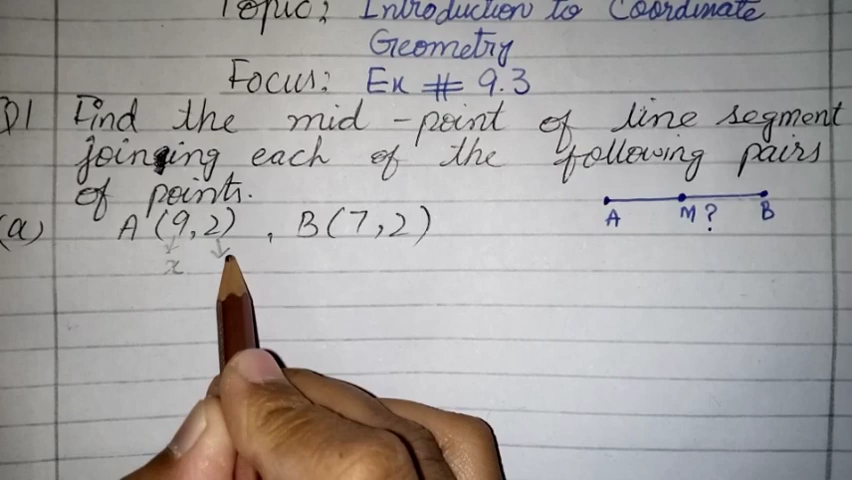 Topic: Introduction to Coordinate
Geometry
Focus: Ex # 9.3
Q1 Find the mid-point of line segment
joining each of the following pairs
of points.
(a) A (9,2) , B(7,2)
A M? B
x